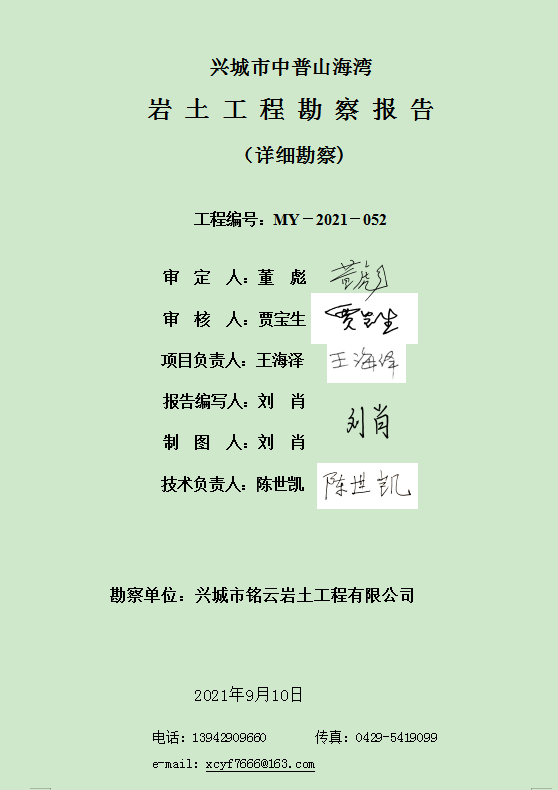 兴城市中普山海湾
岩土工程勘察报告
（详细勘察)
工程编号：MY－2021－052
审 定 人：董 彪 董彪
审 核 人：贾宝生 贾宝生
项目负责人：王海泽 王海泽
报告编写人：刘 肖
刘肖
制 图 人：刘 肖
技术负责人：陈世凯 陈世凯
勘察单位：兴城市铭云岩土工程有限公司
2021年9月10日
电话：13942909660 传真：0429-5419099
e-mail：xcyf7666@163.com